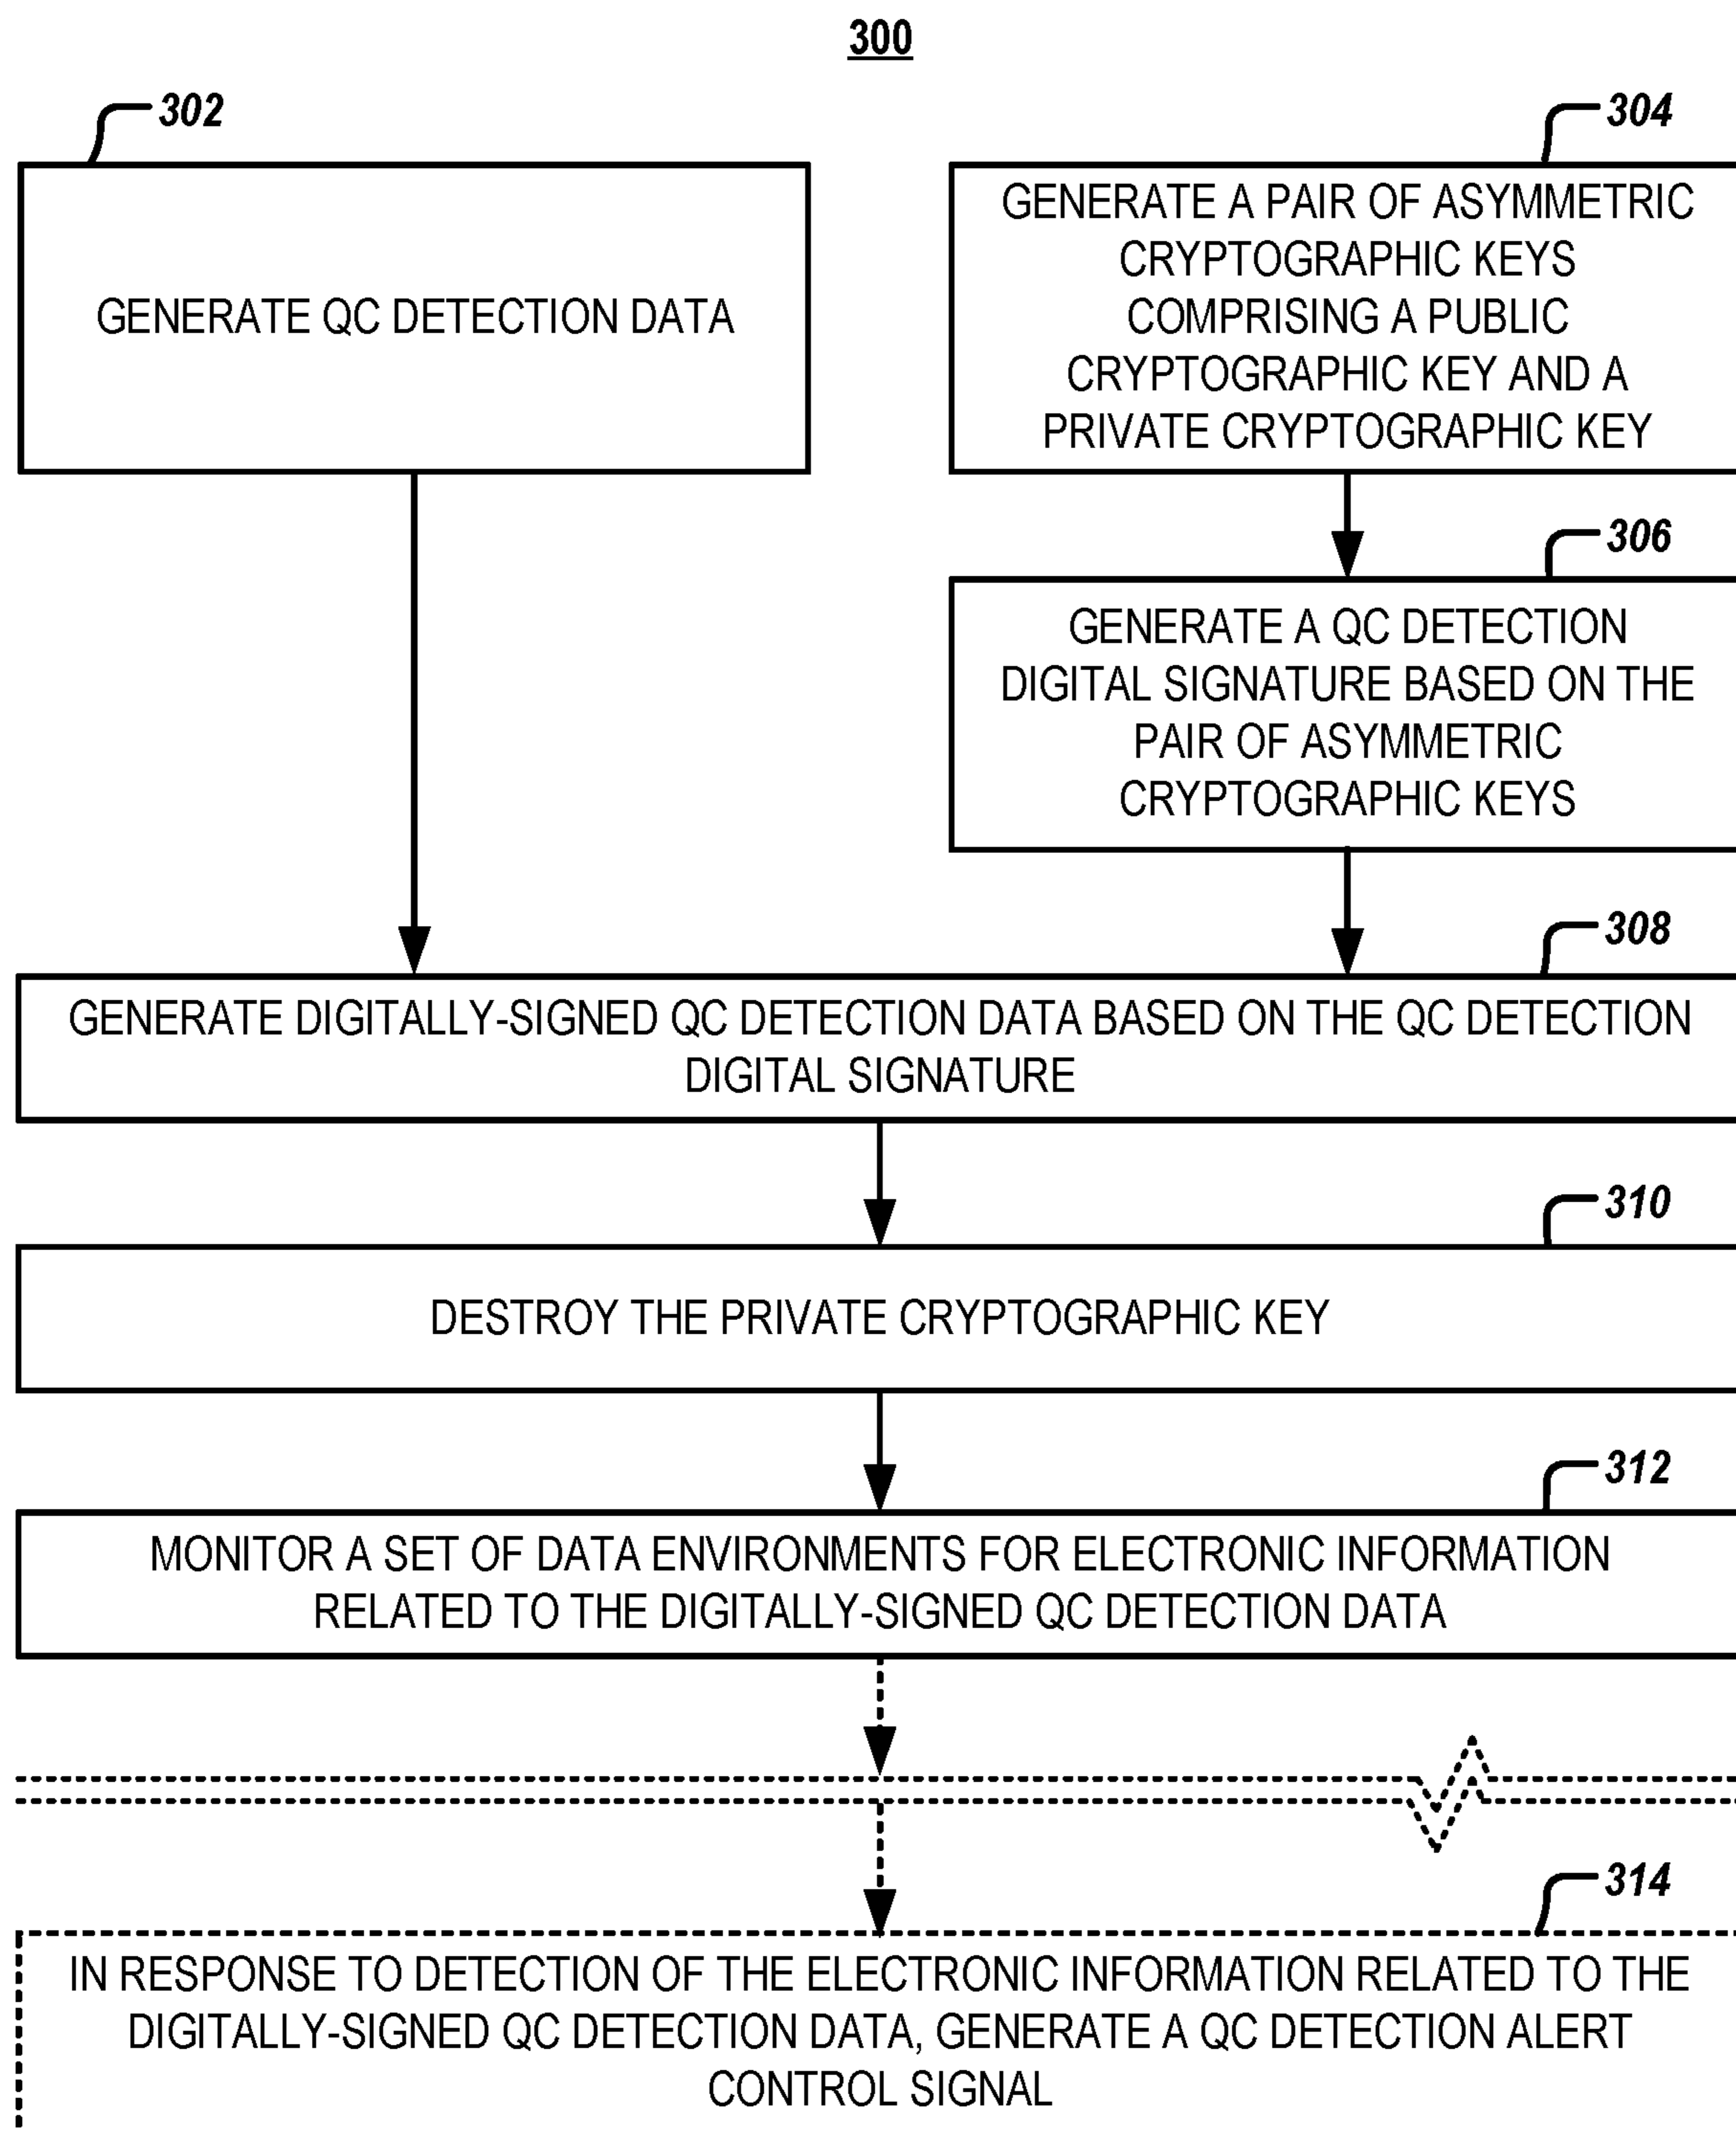 300
302
GENERATE QC DETECTION DATA
304
GENERATE A PAIR OF ASYMMETRIC
CRYPTOGRAPHIC KEYS
COMPRISING A PUBLIC
CRYPTOGRAPHIC KEY AND A
PRIVATE CRYPTOGRAPHIC KEY
306
GENERATE A QC DETECTION
DIGITAL SIGNATURE BASED ON THE
PAIR OF ASYMMETRIC
CRYPTOGRAPHIC KEYS
308
GENERATE DIGITALLY-SIGNED QC DETECTION DATA BASED ON THE QC DETECTION
DIGITAL SIGNATURE
310
DESTROY THE PRIVATE CRYPTOGRAPHIC KEY
312
MONITOR A SET OF DATA ENVIRONMENTS FOR ELECTRONIC INFORMATION
RELATED TO THE DIGITALLY-SIGNED QC DETECTION DATA
314
IN RESPONSE TO DETECTION OF THE ELECTRONIC INFORMATION RELATED TO THE
DIGITALLY-SIGNED QC DETECTION DATA, GENERATE A QC DETECTION ALERT
CONTROL SIGNAL